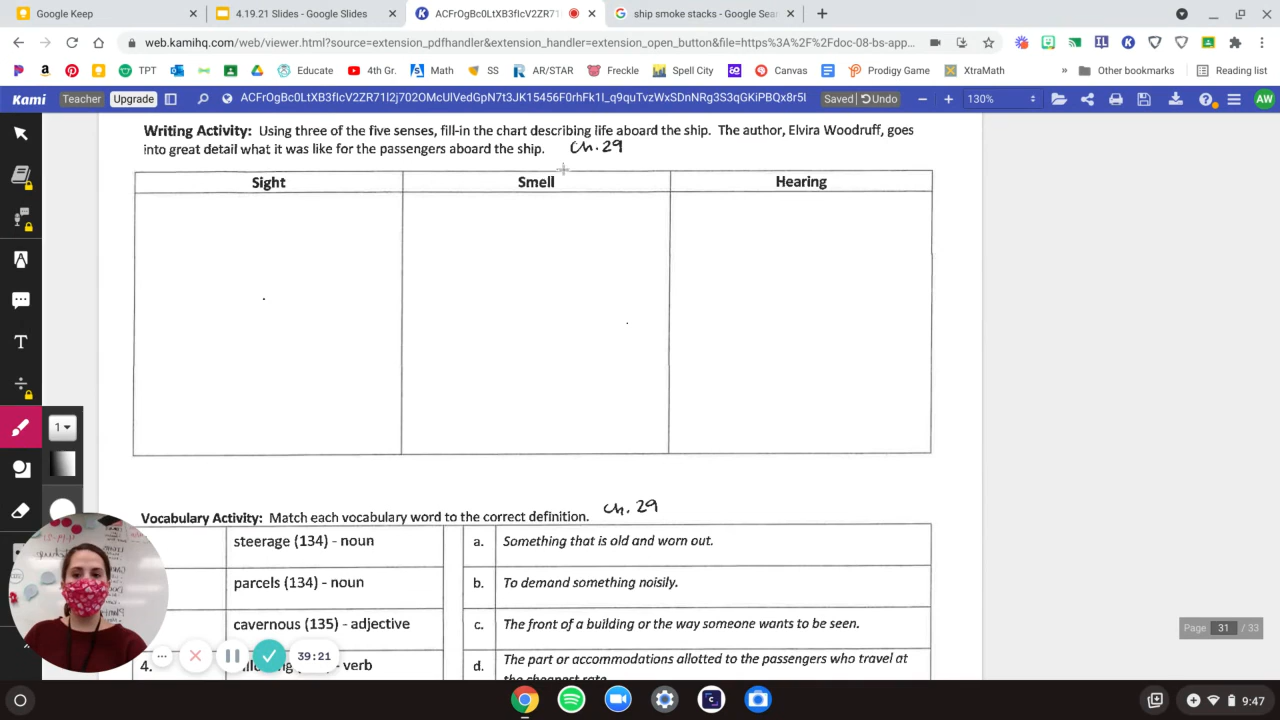 Google Keep
4.19.21 Slides - Google Slides
ACFrOgBc0LtXB3fIcV2ZR71
ship smoke stacks - Google Sea
web.kamihq.com/web/viewer.html?source=extension_pdfhandler&extension_handler=extension_open_button&file=https%3A%2F%2Fdoc-08-bs-app...
TPT
Educate
4th Gr.
Math
SS
AR/STAR
Freckle
Spell City
Canvas
Prodigy Game
XtraMath
» Other bookmarks
Reading list
Kami Teacher Upgrade
Saved Undo
130%
AW
Writing Activity: Using three of the five senses, fill-in the chart describing life aboard the ship. The author, Elvira Woodruff, goes
into great detail what it was like for the passengers aboard the ship. Ch. 29
Sight Smell Hearing
1
Vocabulary Activity: Match each vocabulary word to the correct definition. Ch. 29
steerage (134) - noun a. Something that is old and worn out.
parcels (134) - noun b. To demand something noisily.
cavernous (135) - adjective c. The front of a building or the way someone wants to be seen.
4. verb d. The part or accommodations allotted to the passengers who travel at
the cheapest rate
Page 31 / 33
39:21
9:47